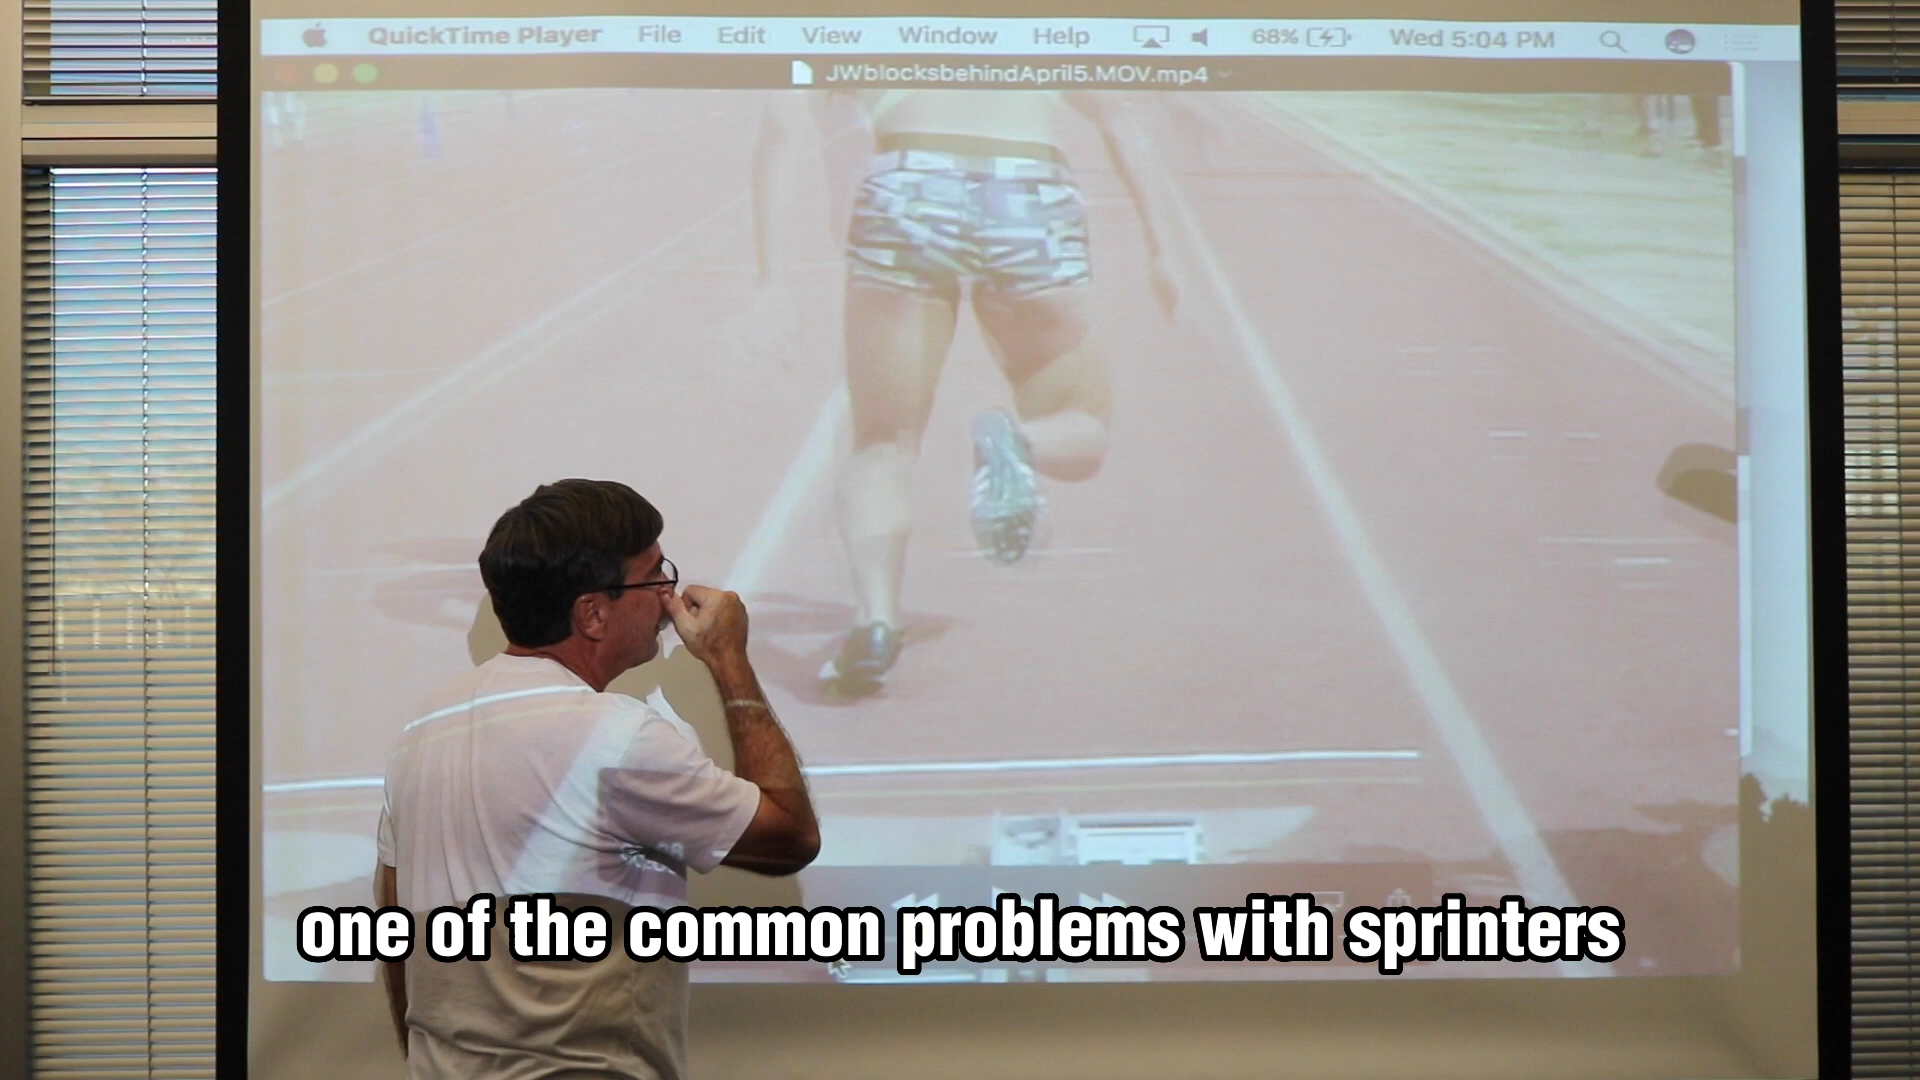 QuickTime Player File Edit View Window Help 68% Wed 5:04 PM
JWblocksbehindApril5.MOV.mp4
one of the common problems with sprinters